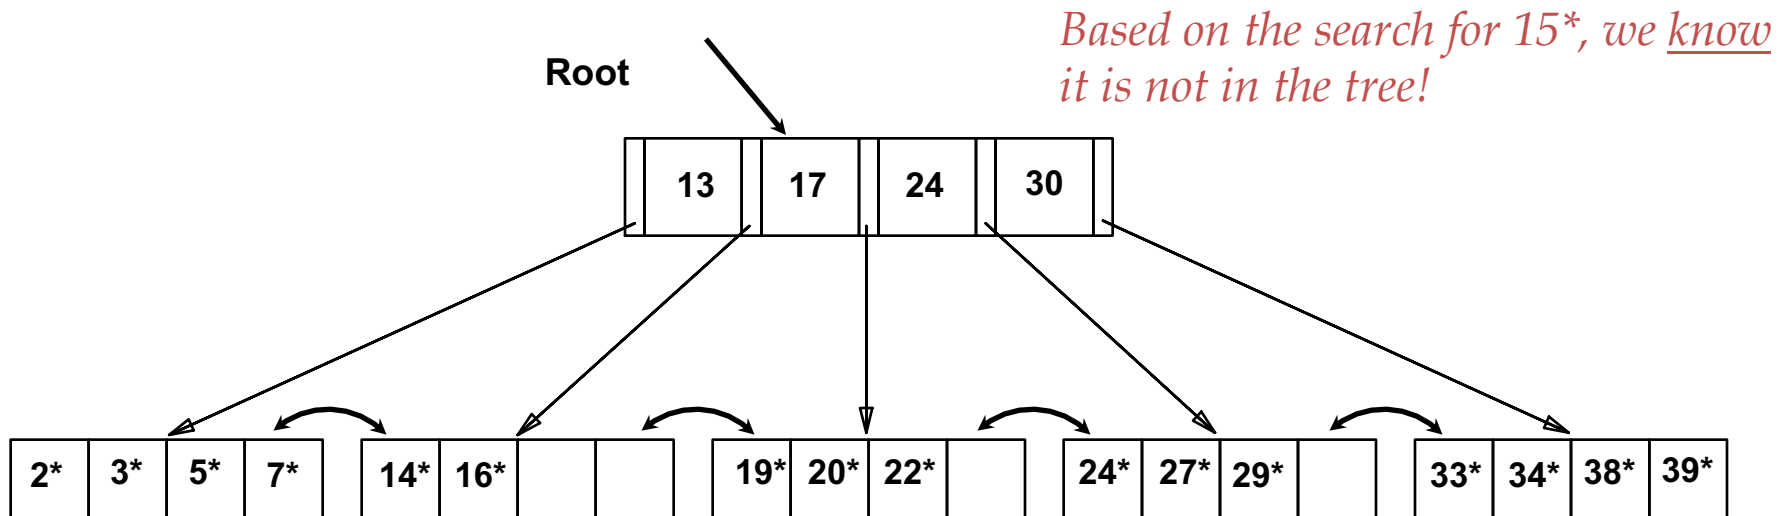 Based on the search for 15*, we know
it is not in the tree!
Root
13 17 24 30
2* 3* 5* 7* 14* 16* 19* 20* 22* 24* 27* 29* 33* 34* 38* 39*